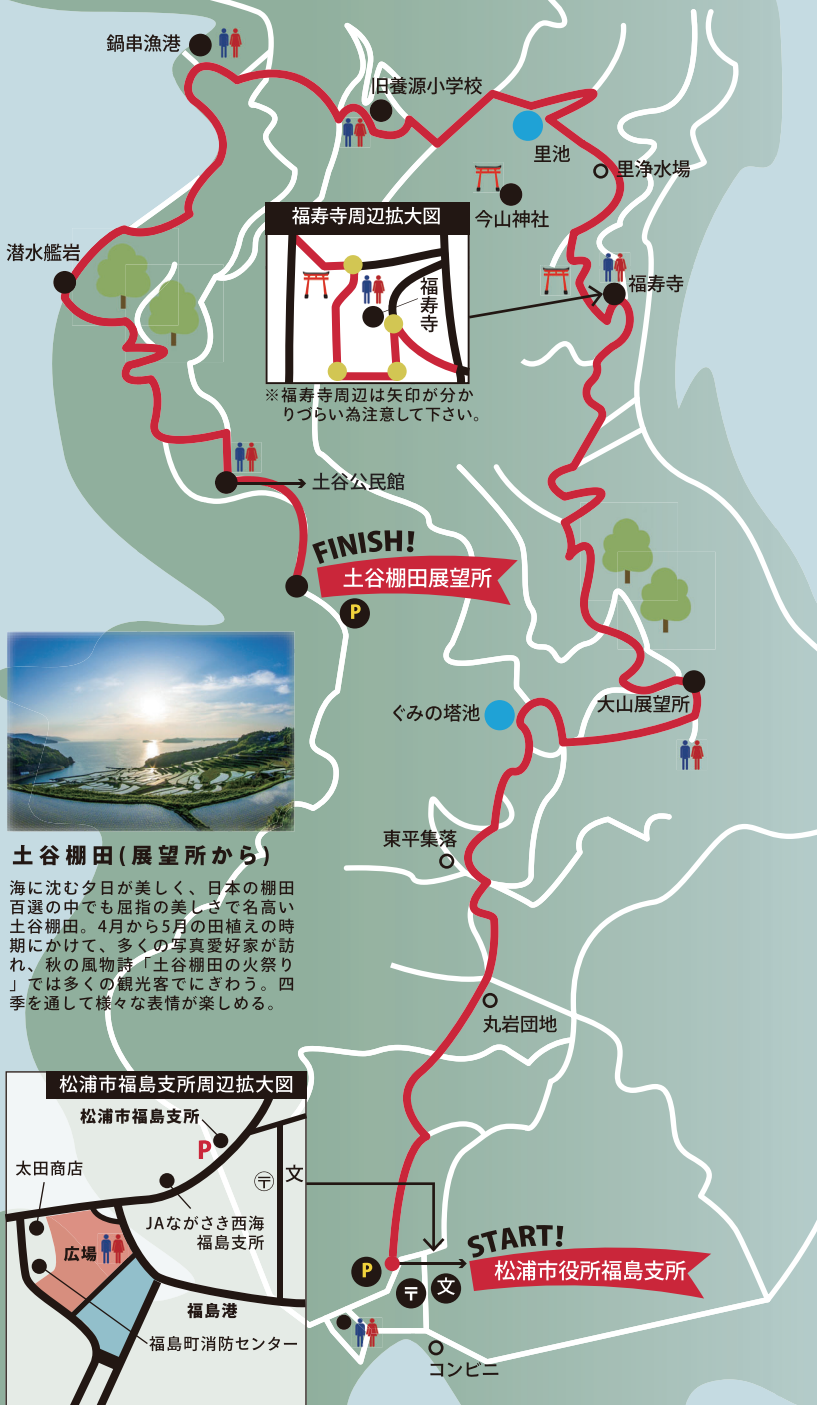 鍋串漁港
旧養源小学校
里池
里浄水場
今山神社
潜水艦岩
福寿寺周辺拡大図
福寿寺
福寿寺
※福寿寺周辺は矢印が分か
りづらい為注意して下さい。
土谷公民館
FINISH!
土谷棚田展望所
P
大山展望所
ぐみの塔池
東平集落
土谷棚田(展望所から)
海に沈む夕日が美しく、日本の棚田
百選の中でも屈指の美しさで名高い
土谷棚田。4月から5月の田植えの時
期にかけて、多くの写真愛好家が訪
れ、秋の風物詩「土谷棚田の火祭り
」では多くの観光客でにぎわう。四
季を通して様々な表情が楽しめる。
丸岩団地
松浦市福島支所周辺拡大図
松浦市福島支所
P
太田商店
〒
文
JAながさき西海
福島支所
広場
福島港
福島町消防センター
START!
松浦市役所福島支所
P
〒
文
コンビニ